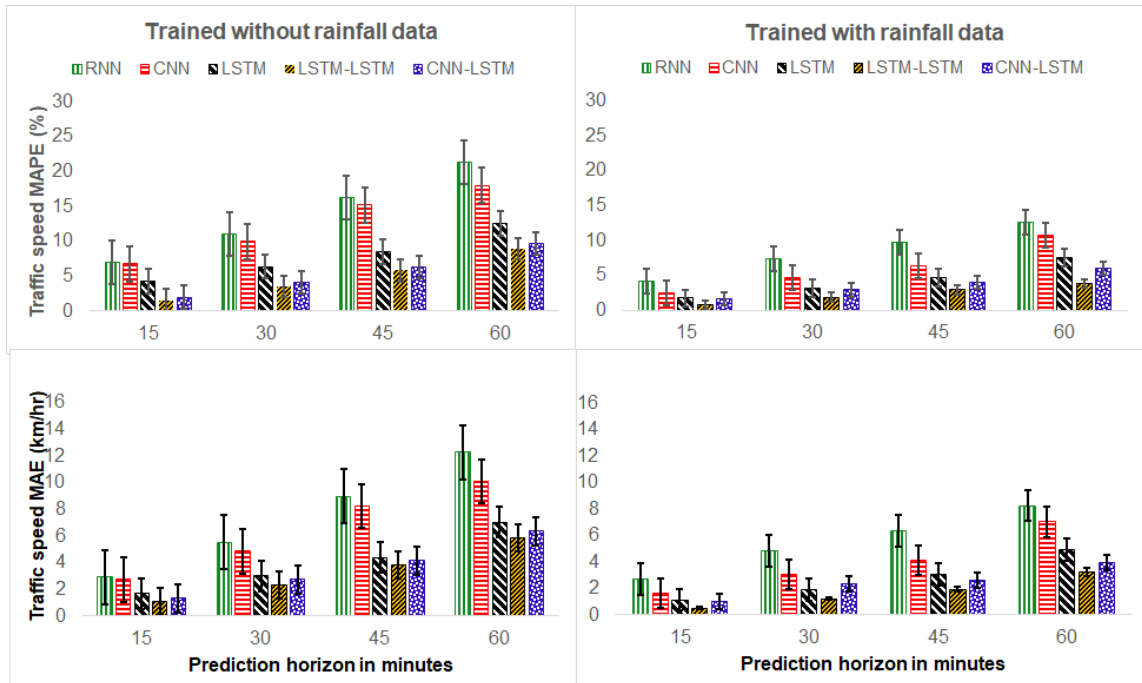 Trained without rainfall data
RNN CNN LSTM LSTM-LSTM CNN-LSTM
Traffic speed MAPE (%)
30
25
20
15
10
5
0
15 30 45 60
Trained with rainfall data
RNN CNN LSTM LSTM-LSTM CNN-LSTM
30
25
20
15
10
5
0
15 30 45 60
Traffic speed MAE (km/hr)
16
14
12
10
8
6
4
2
0
15 30 45 60
Prediction horizon in minutes
16
14
12
10
8
6
4
2
0
15 30 45 60
Prediction horizon in minutes